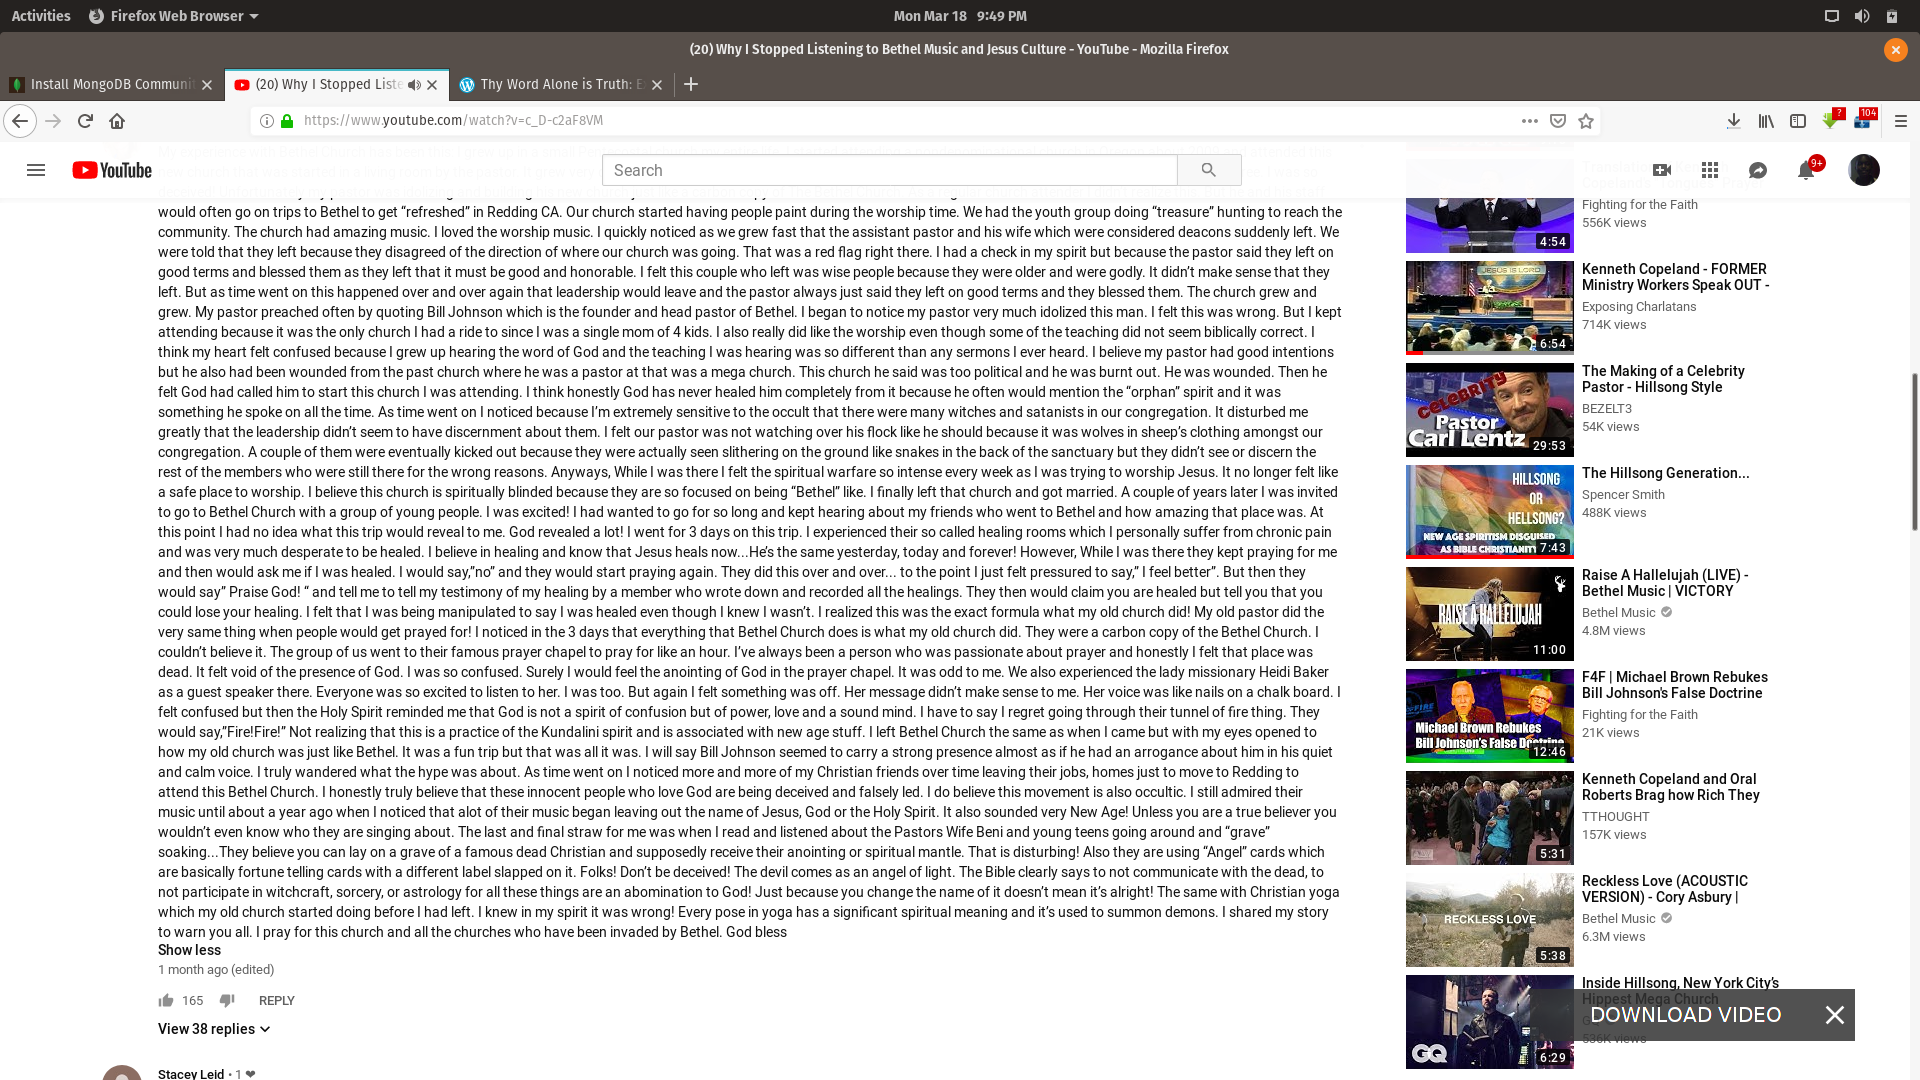 Activities
Firefox Web Browser
Mon Mar 18 9:49 PM
(20) Why I Stopped Listening to Bethel Music and Jesus Culture - YouTube - Mozilla Firefox
Install MongoDB Communi
(20) Why I Stopped Liste
Thy Word Alone is Truth: E
https://www.youtube.com/watch?v=c_D-c2aF8VM
?
104
YouTube
Search
9+
would often go on trips to Bethel to get “refreshed” in Redding CA. Our church started having people paint during the worship time. We had the youth group doing “treasure” hunting to reach the
community. The church had amazing music. I loved the worship music. I quickly noticed as we grew fast that the assistant pastor and his wife which were considered deacons suddenly left. We
were told that they left because they disagreed of the direction of where our church was going. That was a red flag right there. I had a check in my spirit but because the pastor said they left on
good terms and blessed them as they left that it must be good and honorable. I felt this couple who left was wise people because they were older and were godly. It didn’t make sense that they
left. But as time went on this happened over and over again that leadership would leave and the pastor always just said they left on good terms and they blessed them. The church grew and
grew. My pastor preached often by quoting Bill Johnson which is the founder and head pastor of Bethel. I began to notice my pastor very much idolized this man. I felt this was wrong. But I kept
attending because it was the only church I had a ride to since I was a single mom of 4 kids. I also really did like the worship even though some of the teaching did not seem biblically correct. I
think my heart felt confused because I grew up hearing the word of God and the teaching I was hearing was so different than any sermons I ever heard. I believe my pastor had good intentions
but he also had been wounded from the past church where he was a pastor at that was a mega church. This church he said was too political and he was burnt out. He was wounded. Then he
felt God had called him to start this church I was attending. I think honestly God has never healed him completely from it because he often would mention the “orphan” spirit and it was
something he spoke on all the time. As time went on I noticed because I’m extremely sensitive to the occult that there were many witches and satanists in our congregation. It disturbed me
greatly that the leadership didn’t seem to have discernment about them. I felt our pastor was not watching over his flock like he should because it was wolves in sheep’s clothing amongst our
congregation. A couple of them were eventually kicked out because they were actually seen slithering on the ground like snakes in the back of the sanctuary but they didn’t see or discern the
rest of the members who were still there for the wrong reasons. Anyways, While I was there I felt the spiritual warfare so intense every week as I was trying to worship Jesus. It no longer felt like
a safe place to worship. I believe this church is spiritually blinded because they are so focused on being “Bethel” like. I finally left that church and got married. A couple of years later I was invited
to go to Bethel Church with a group of young people. I was excited! I had wanted to go for so long and kept hearing about my friends who went to Bethel and how amazing that place was. At
this point I had no idea what this trip would reveal to me. God revealed a lot! I went for 3 days on this trip. I experienced their so called healing rooms which I personally suffer from chronic pain
and was very much desperate to be healed. I believe in healing and know that Jesus heals now...He’s the same yesterday, today and forever! However, While I was there they kept praying for me
and then would ask me if I was healed. I would say,”no” and they would start praying again. They did this over and over... to the point I just felt pressured to say,” I feel better”. But then they
would say” Praise God! “ and tell me to tell my testimony of my healing by a member who wrote down and recorded all the healings. They then would claim you are healed but tell you that you
could lose your healing. I felt that I was being manipulated to say I was healed even though I knew I wasn’t. I realized this was the exact formula what my old church did! My old pastor did the
very same thing when people would get prayed for! I noticed in the 3 days that everything that Bethel Church does is what my old church did. They were a carbon copy of the Bethel Church. I
couldn’t believe it. The group of us went to their famous prayer chapel to pray for like an hour. I’ve always been a person who was passionate about prayer and honestly I felt that place was
dead. It felt void of the presence of God. I was so confused. Surely I would feel the anointing of God in the prayer chapel. It was odd to me. We also experienced the lady missionary Heidi Baker
as a guest speaker there. Everyone was so excited to listen to her. I was too. But again I felt something was off. Her message didn’t make sense to me. Her voice was like nails on a chalk board. I
felt confused but then the Holy Spirit reminded me that God is not a spirit of confusion but of power, love and a sound mind. I have to say I regret going through their tunnel of fire thing. They
would say,”Fire!Fire!” Not realizing that this is a practice of the Kundalini spirit and is associated with new age stuff. I left Bethel Church the same as when I came but with my eyes opened to
how my old church was just like Bethel. It was a fun trip but that was all it was. I will say Bill Johnson seemed to carry a strong presence almost as if he had an arrogance about him in his quiet
and calm voice. I truly wandered what the hype was about. As time went on I noticed more and more of my Christian friends over time leaving their jobs, homes just to move to Redding to
attend this Bethel Church. I honestly truly believe that these innocent people who love God are being deceived and falsely led. I do believe this movement is also occultic. I still admired their
music until about a year ago when I noticed that alot of their music began leaving out the name of Jesus, God or the Holy Spirit. It also sounded very New Age! Unless you are a true believer you
wouldn’t even know who they are singing about. The last and final straw for me was when I read and listened about the Pastors Wife Beni and young teens going around and “grave”
soaking...They believe you can lay on a grave of a famous dead Christian and supposedly receive their anointing or spiritual mantle. That is disturbing! Also they are using “Angel” cards which
are basically fortune telling cards with a different label slapped on it. Folks! Don’t be deceived! The devil comes as an angel of light. The Bible clearly says to not communicate with the dead, to
not participate in witchcraft, sorcery, or astrology for all these things are an abomination to God! Just because you change the name of it doesn’t mean it’s alright! The same with Christian yoga
which my old church started doing before I had left. I knew in my spirit it was wrong! Every pose in yoga has a significant spiritual meaning and it’s used to summon demons. I shared my story
to warn you all. I pray for this church and all the churches who have been invaded by Bethel. God bless
Show less
1 month ago (edited)
165
REPLY
View 38 replies
Stacey Leid • 1 ❤
Fighting for the Faith
556K views
4:54
Kenneth Copeland - FORMER
Ministry Workers Speak OUT -
Exposing Charlatans
714K views
JESUS IS LORD
6:54
The Making of a Celebrity
Pastor - Hillsong Style
BEZELT3
54K views
CELEBRITY
Pastor
Carl Lentz
29:53
The Hillsong Generation...
Spencer Smith
488K views
HILLSONG
OR
HELLSONG?
NEW AGE SPIRITISM DISGUISED
AS BIBLE CHRISTIANITY
7:43
Raise A Hallelujah (LIVE) -
Bethel Music | VICTORY
Bethel Music
4.8M views
RAISE A HALLELUJAH
11:00
F4F | Michael Brown Rebukes
Bill Johnson's False Doctrine
Fighting for the Faith
21K views
Michael Brown Rebukes
Bill Johnson's False Doctrine
12:46
Kenneth Copeland and Oral
Roberts Brag how Rich They
TTHOUGHT
157K views
5:31
Reckless Love (ACOUSTIC
VERSION) - Cory Asbury |
Bethel Music
6.3M views
RECKLESS LOVE
5:38
Inside Hillsong, New York City’s
Hippest Mega Church
GQ
536K views
GQ
6:29
DOWNLOAD VIDEO